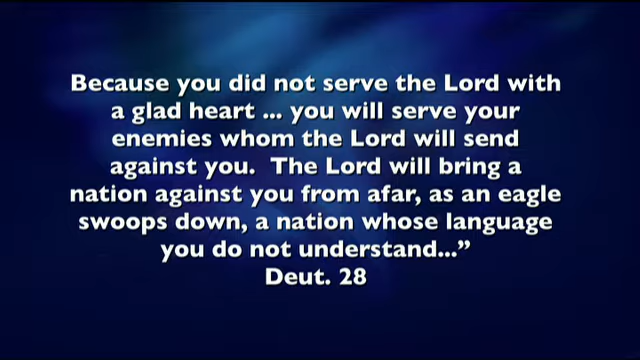 Because you did not serve the Lord with
a glad heart ... you will serve your
enemies whom the Lord will send
against you.  The Lord will bring a
nation against you from afar, as an eagle
swoops down, a nation whose language
you do not understand...”
Deut. 28